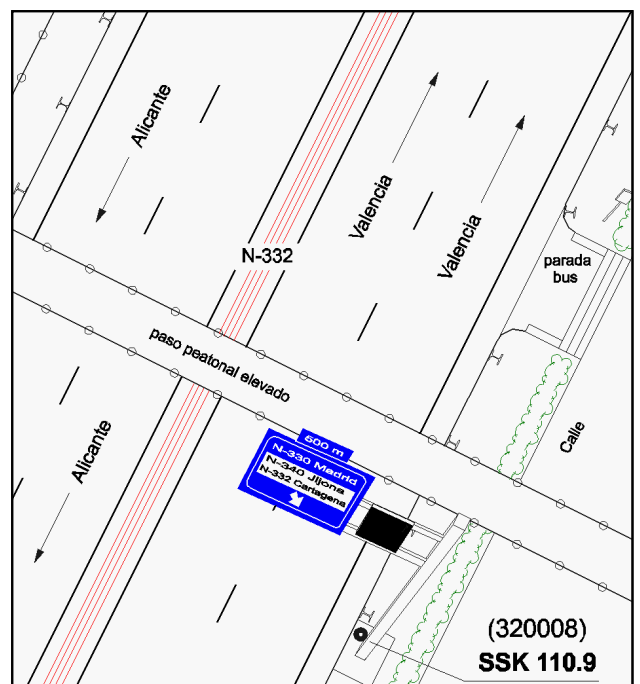 Alicante
Valencia
Valencia
N-332
parada
bus
paso peatonal elevado
Calle
Alicante
500 m
N-330 Madrid
N-340 Jijona
N-332 Cartagena
(320008)
SSK 110.9